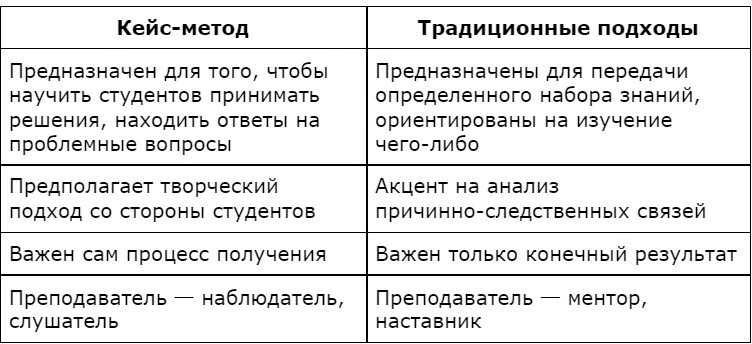 Кейс-метод
Традиционные подходы
Предназначен для того, чтобы
научить студентов принимать
решения, находить ответы на
проблемные вопросы
Предназначены для передачи
определенного набора знаний,
ориентированы на изучение
чего-либо
Предполагает творческий
подход со стороны студентов
Акцент на анализ
причинно-следственных связей
Важен сам процесс получения
Важен только конечный результат
Преподаватель — наблюдатель,
слушатель
Преподаватель — ментор,
наставник